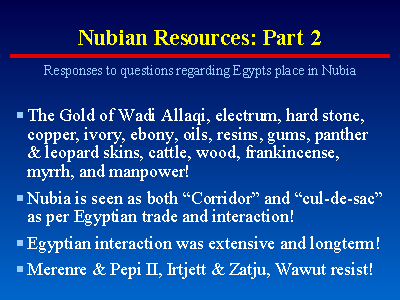 Nubian Resources: Part 2
Responses to questions regarding Egypts place in Nubia
The Gold of Wadi Allaqi, electrum, hard stone,
copper, ivory, ebony, oils, resins, gums, panther
& leopard skins, cattle, wood, frankincense,
myrrh, and manpower!
Nubia is seen as both “Corridor” and “cul-de-sac”
as per Egyptian trade and interaction!
Egyptian interaction was extensive and longterm!
Merenre & Pepi II, Irtjett & Zatju, Wawut resist!